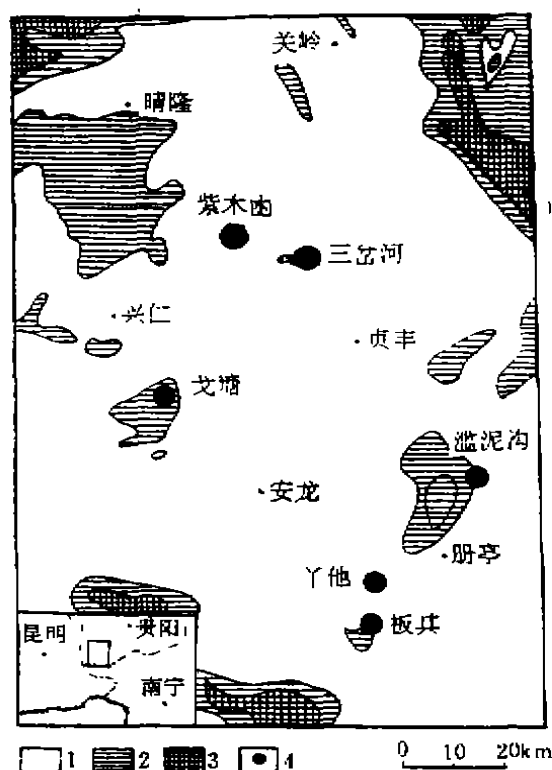 关岭
晴隆
紫木凼
三岔河
兴仁
贞丰
戈塘
滥泥沟
安龙
册亨
丫他
板其
昆明
贵阳
南宁
1 2 3 4
0 10 20km